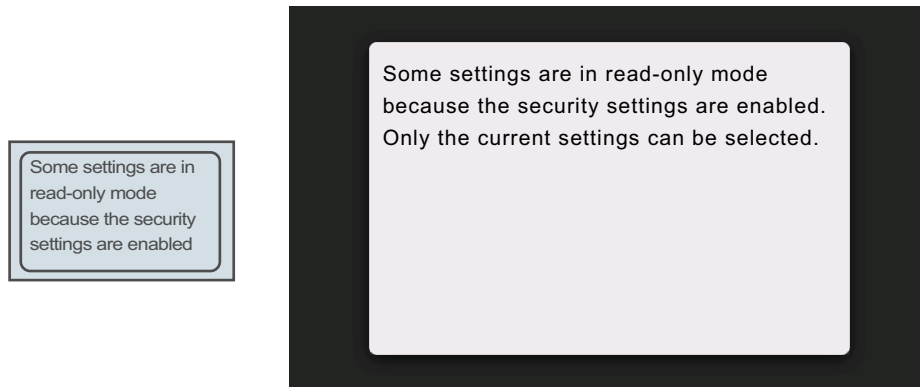 Some settings are in
read-only mode
because the security
settings are enabled
Some settings are in read-only mode
because the security settings are enabled.
Only the current settings can be selected.